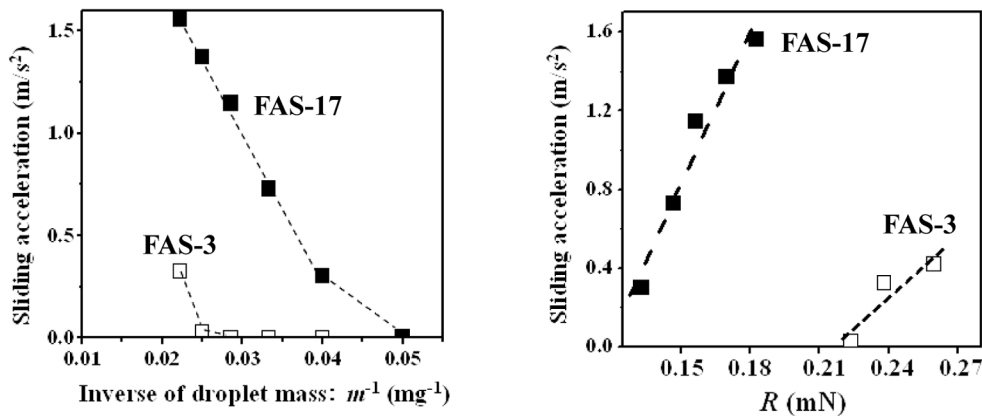 Sliding acceleration (m/s²)
1.5
1.0
0.5
0.0
FAS-17
FAS-3
0.01 0.02 0.03 0.04 0.05
Inverse of droplet mass: m⁻¹ (mg⁻¹)
Sliding acceleration (m/s²)
1.6
1.2
0.8
0.4
0.0
FAS-17
FAS-3
0.15 0.18 0.21 0.24 0.27
R (mN)